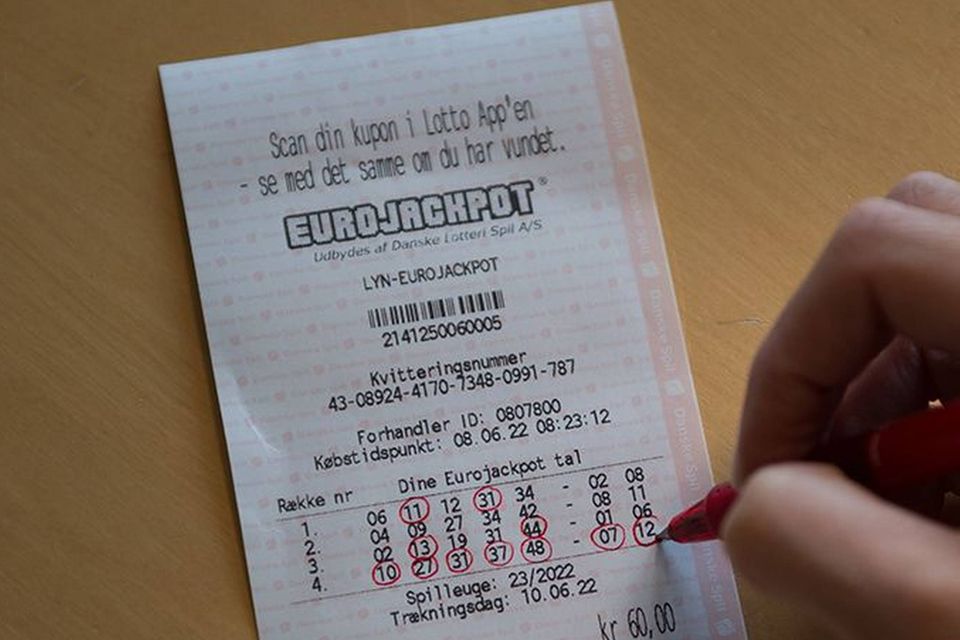 Scan din kupon i Lotto App'en
- se med det samme om du har vundet.
EUROJACKPOT®
Udbydes af Danske Lotteri Spil A/S
LYN-EUROJACKPOT
2141250060005
Kvitteringsnummer
43-08924-4170-7348-0991-787
Forhandler ID: 0807800
Købstidspunkt: 08.06.22 08:23:12
Række nr Dine Eurojackpot tal
1. 06 11 12 31 34 - 02 08
2. 04 09 27 34 42 - 08 11
3. 02 13 19 31 44 - 01 06
4. 10 27 31 37 48 - 07 12
Spilleuge: 23/2022
Trækningsdag: 10.06.22
kr 60,00